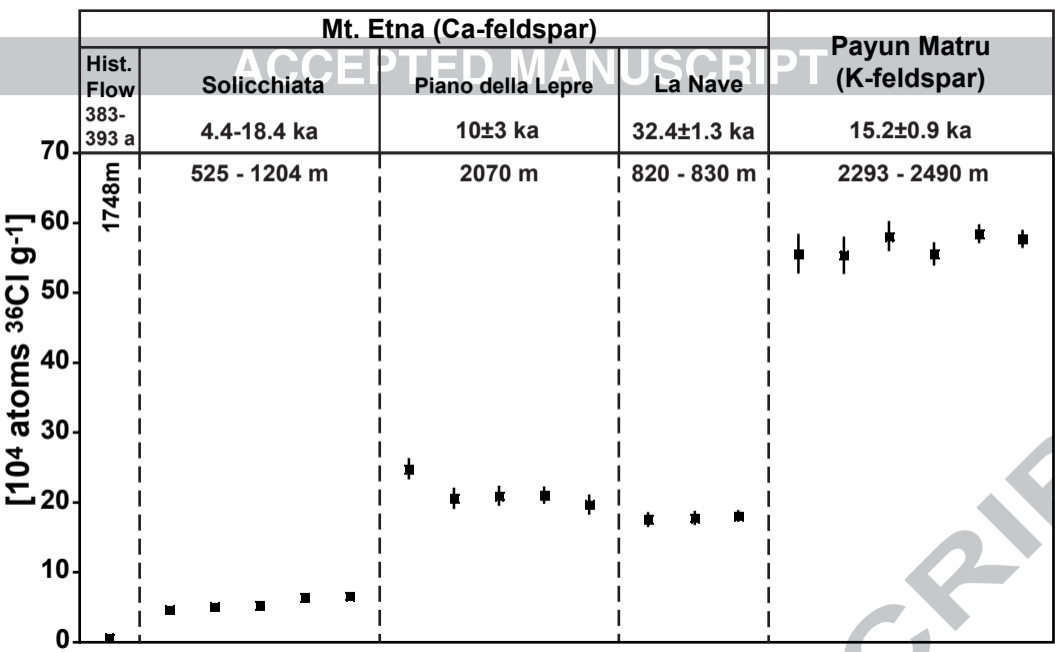 Mt. Etna (Ca-feldspar)
Payun Matru
(K-feldspar)
ACCEPTED MANUSCRIPT
Hist.
Flow
383-
393 a
Solicchiata
4.4-18.4 ka
Piano della Lepre
10±3 ka
La Nave
32.4±1.3 ka
15.2±0.9 ka
1748m
525 - 1204 m
2070 m
820 - 830 m
2293 - 2490 m
[10⁴ atoms ³⁶Cl g⁻¹]
70
60
50
40
30
20
10
0
CRIP